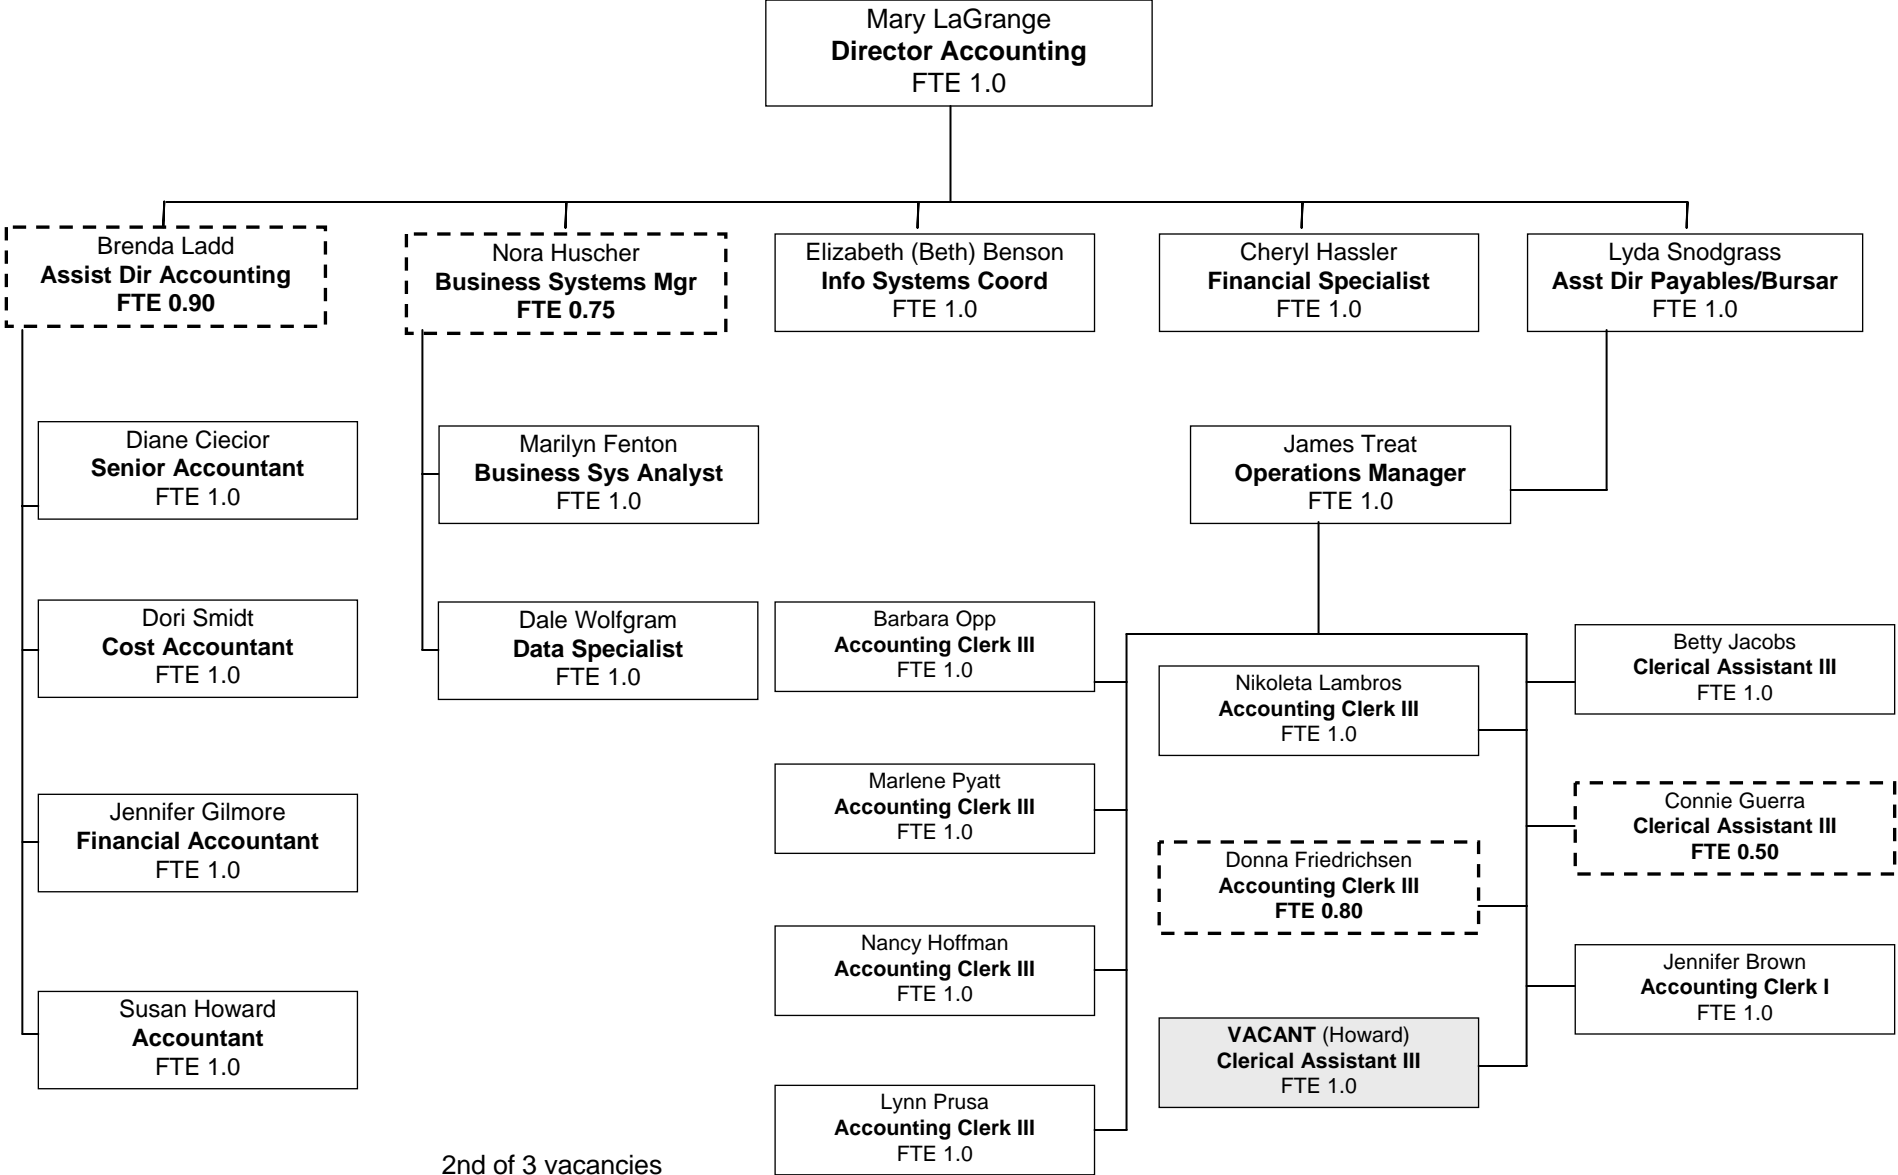 Mary LaGrange
Director Accounting
FTE 1.0
Brenda Ladd
Assist Dir Accounting
FTE 0.90
Nora Huscher
Business Systems Mgr
FTE 0.75
Elizabeth (Beth) Benson
Info Systems Coord
FTE 1.0
Cheryl Hassler
Financial Specialist
FTE 1.0
Lyda Snodgrass
Asst Dir Payables/Bursar
FTE 1.0
Diane Ciecior
Senior Accountant
FTE 1.0
Marilyn Fenton
Business Sys Analyst
FTE 1.0
James Treat
Operations Manager
FTE 1.0
Dori Smidt
Cost Accountant
FTE 1.0
Dale Wolfgram
Data Specialist
FTE 1.0
Barbara Opp
Accounting Clerk III
FTE 1.0
Nikoleta Lambros
Accounting Clerk III
FTE 1.0
Betty Jacobs
Clerical Assistant III
FTE 1.0
Jennifer Gilmore
Financial Accountant
FTE 1.0
Marlene Pyatt
Accounting Clerk III
FTE 1.0
Donna Friedrichsen
Accounting Clerk III
FTE 0.80
Connie Guerra
Clerical Assistant III
FTE 0.50
Susan Howard
Accountant
FTE 1.0
Nancy Hoffman
Accounting Clerk III
FTE 1.0
VACANT (Howard)
Clerical Assistant III
FTE 1.0
Jennifer Brown
Accounting Clerk I
FTE 1.0
Lynn Prusa
Accounting Clerk III
FTE 1.0
2nd of 3 vacancies